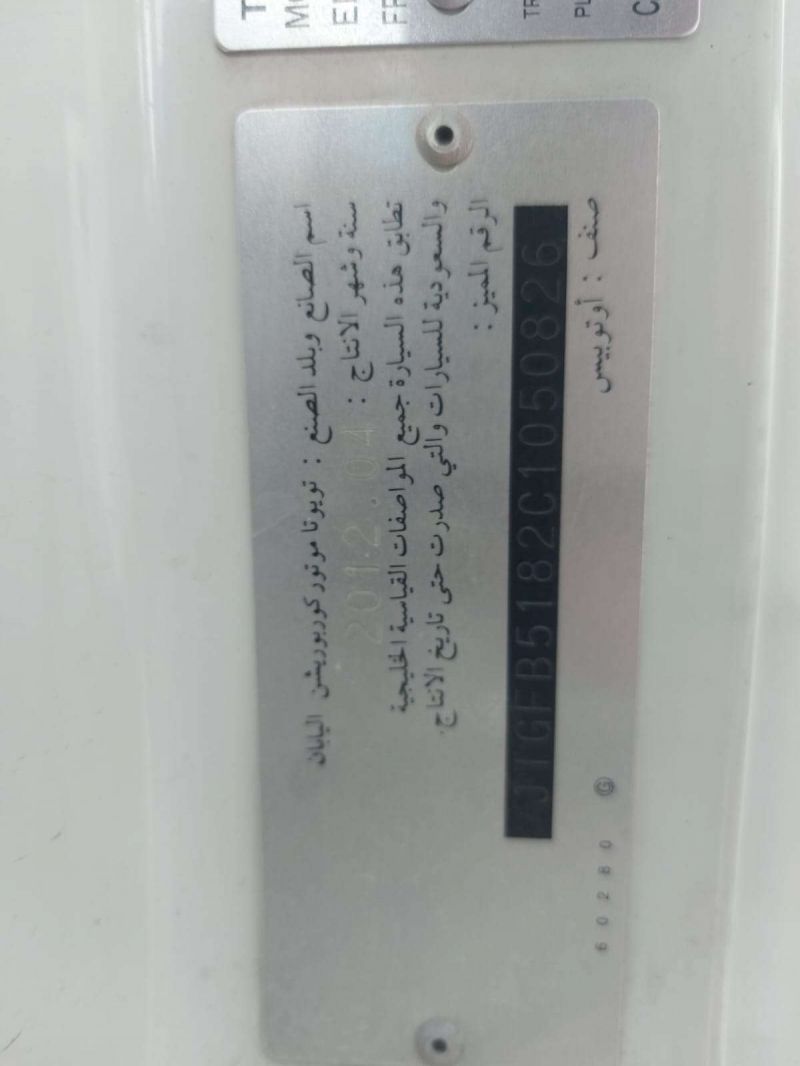 اسم الصانع وبلد الصنع : تويوتا موتور كوربوريشن اليابان
سنة وشهر الانتاج : 2012.04
تطابق هذه السيارة جميع المواصفات القياسية الخليجية
والسعودية للسيارات والتي صدرت حتى تاريخ الانتاج.
الرقم المميز :
JTGFB5182C1050826
صنف : أوتوبيس
60280 G